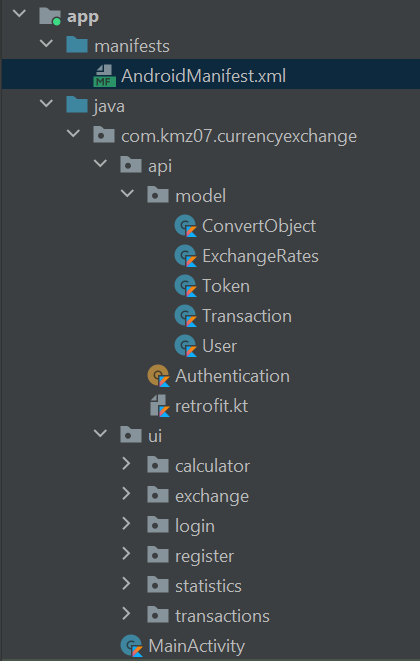 app
manifests
MF AndroidManifest.xml
java
com.kmz07.currencyexchange
api
model
ConvertObject
ExchangeRates
Token
Transaction
User
Authentication
retrofit.kt
ui
calculator
exchange
login
register
statistics
transactions
MainActivity